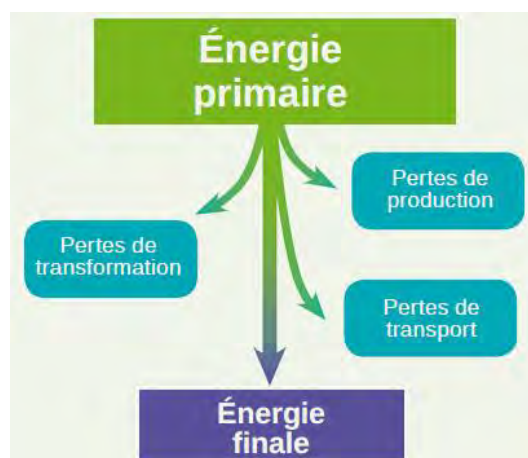 Énergie
primaire
Pertes de
production
Pertes de
transformation
Pertes de
transport
Énergie
finale